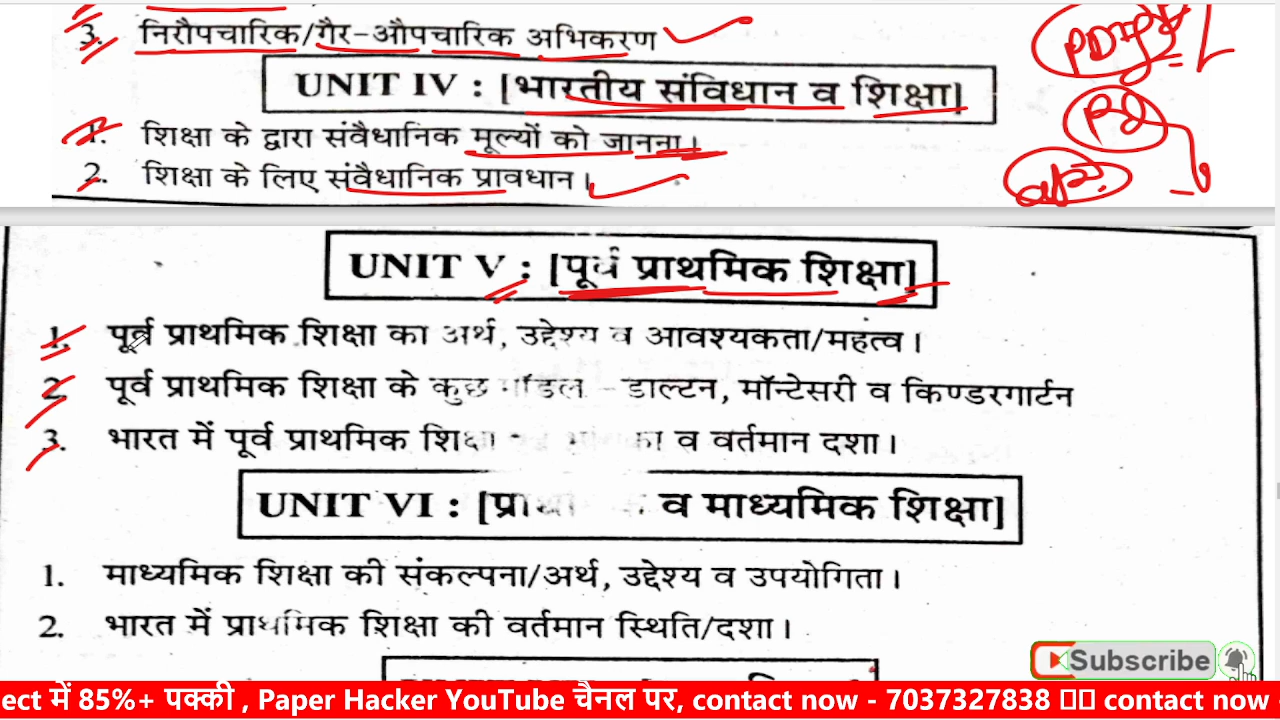 3. निरौपचारिक/गैर-औपचारिक अभिकरण
UNIT IV : [भारतीय संविधान व शिक्षा]
1. शिक्षा के द्वारा संवैधानिक मूल्यों को जानना।
2. शिक्षा के लिए संवैधानिक प्रावधान।
UNIT V : [पूर्व प्राथमिक शिक्षा]
1. पूर्व प्राथमिक शिक्षा का अर्थ, उद्देश्य व आवश्यकता/महत्व।
2. पूर्व प्राथमिक शिक्षा के कुछ मॉडल - डाल्टन, मॉन्टेसरी व किण्डरगार्टन
3. भारत में पूर्व प्राथमिक शिक्षा व वर्तमान दशा।
UNIT VI : [व माध्यमिक शिक्षा]
1. माध्यमिक शिक्षा की संकल्पना/अर्थ, उद्देश्य व उपयोगिता।
2. भारत में प्राथमिक शिक्षा की वर्तमान स्थिति/दशा।
Subscribe
ect में 85%+ पक्की , Paper Hacker YouTube चैनल पर, contact now - 7037327838 contact now